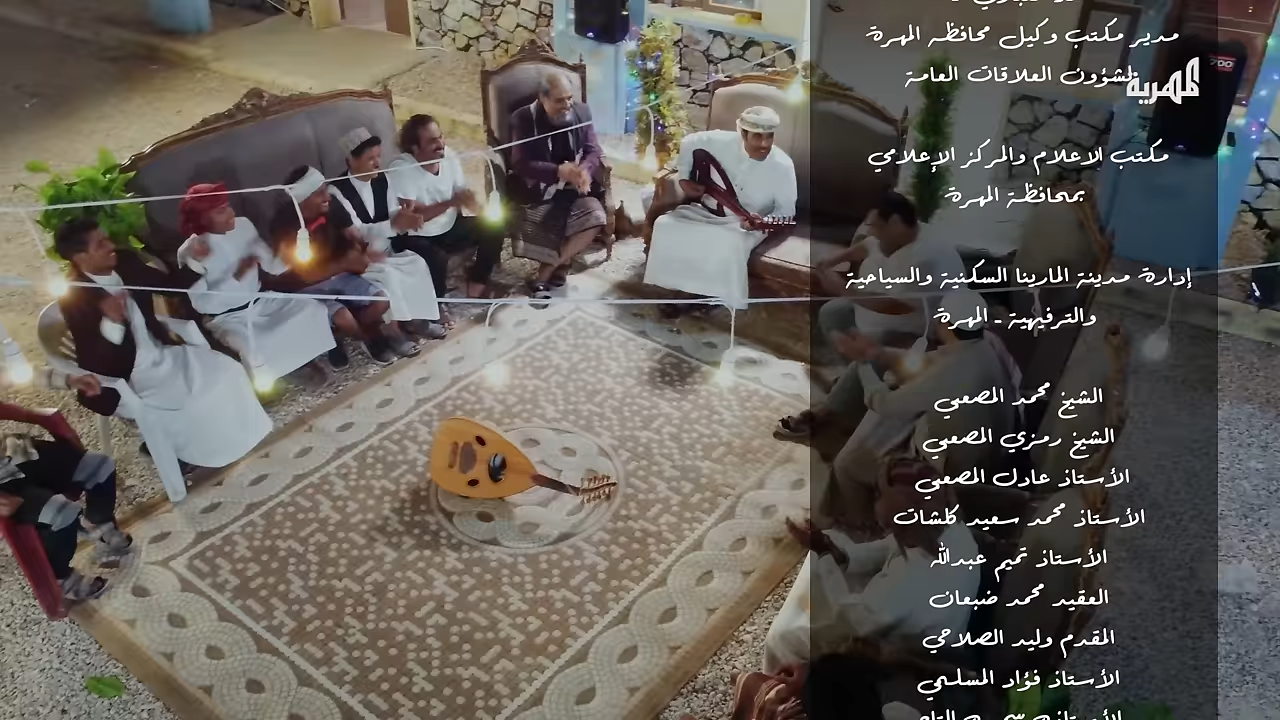 مدير مكتب وكيل محافظه المهرة
لشؤون العلاقات العامة
المهرية
مكتب الاعلام والمركز الإعلامي
بمحافظة المهرة
إدارة مدينة المارينا السكنية والسياحية
والترفيهية - المهرة
الشيخ محمد المصعبي
الشيخ رمزي المصعبي
الأستاذ عادل المصعبي
الأستاذ محمد سعيد كلشات
الأستاذ تميم عبدالله
العقيد محمد ضبعان
المقدم وليد الصلاحي
الأستاذ فؤاد المسلمي